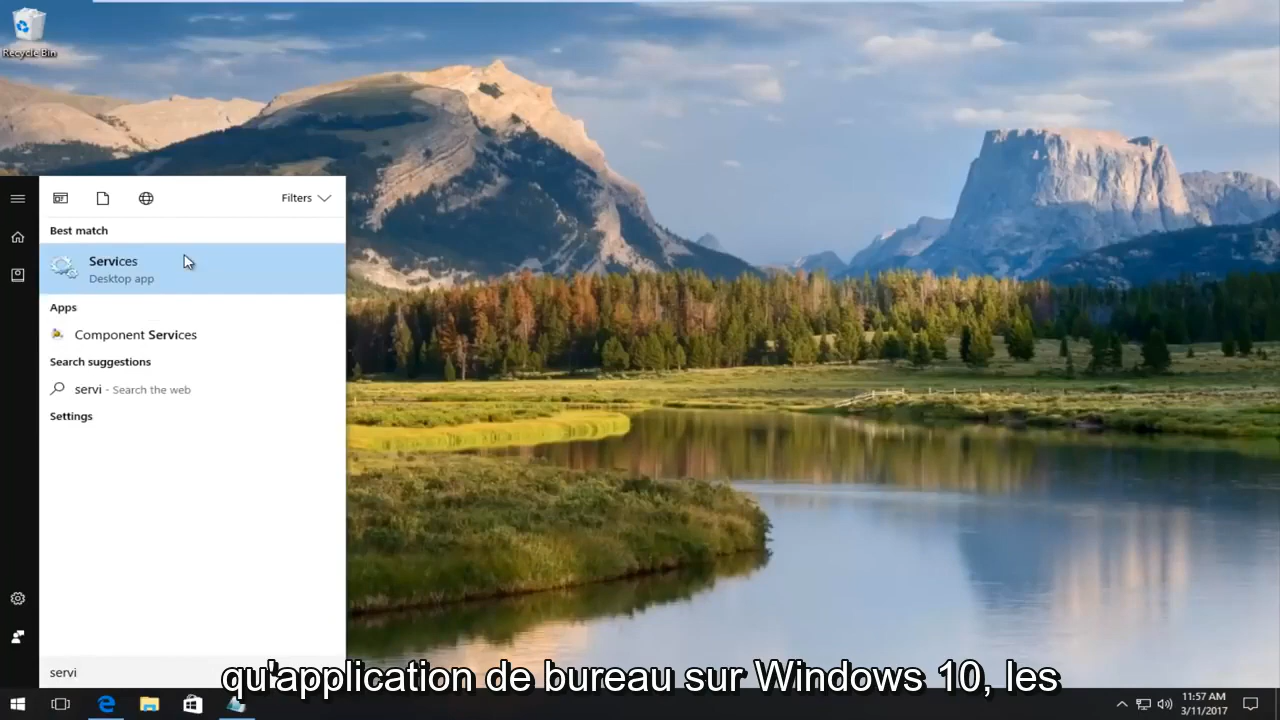 Recycle Bin
Filters
Best match
Services
Desktop app
Apps
Component Services
Search suggestions
servi - Search the web
Settings
servi
qu'application de bureau sur Windows 10, les
11:57 AM
3/11/2017